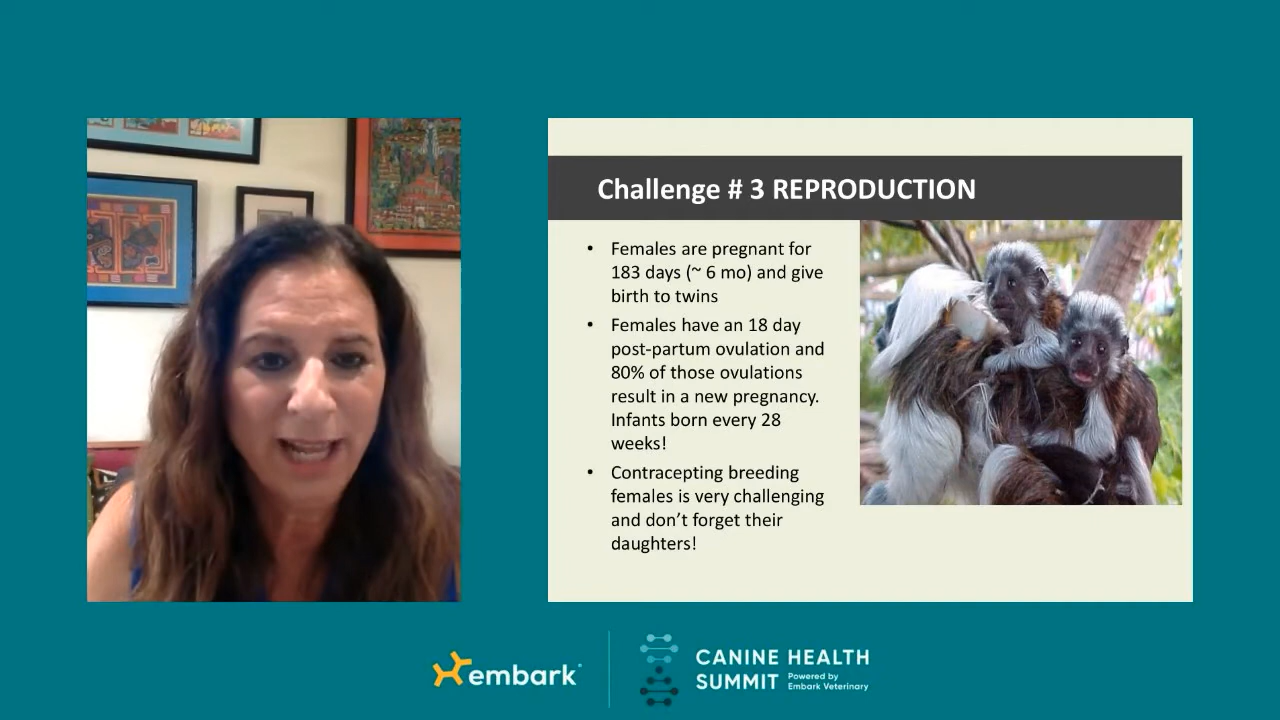 Challenge # 3 REPRODUCTION
• Females are pregnant for
183 days (~ 6 mo) and give
birth to twins
• Females have an 18 day
post-partum ovulation and
80% of those ovulations
result in a new pregnancy.
Infants born every 28
weeks!
• Contracepting breeding
females is very challenging
and don’t forget their
daughters!
embark
CANINE HEALTH
SUMMIT
Powered by
Embark Veterinary